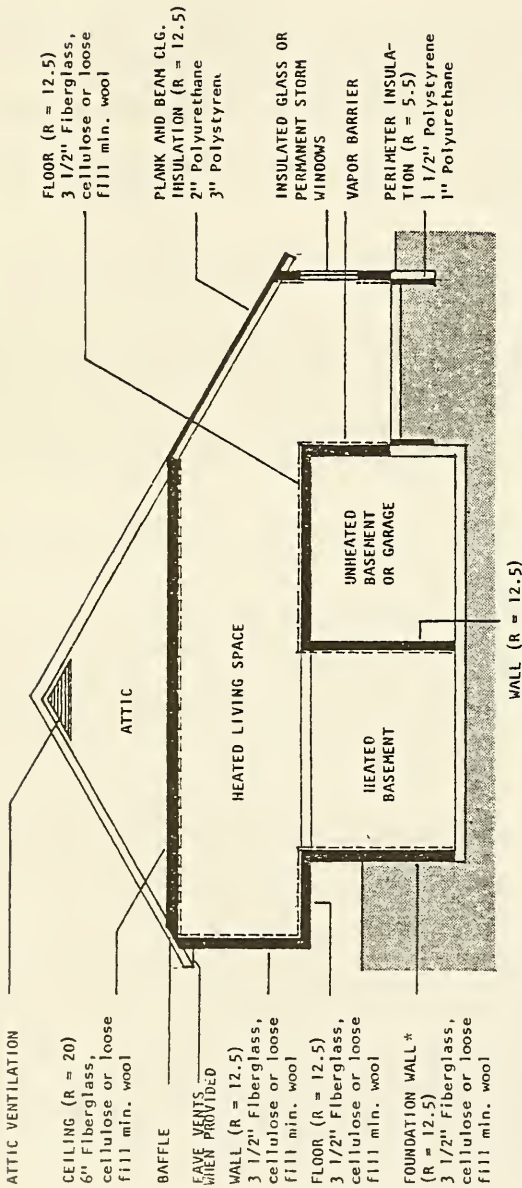 ATTIC VENTILATION
CEILING (R = 20)
6" Fiberglass,
cellulose or loose
fill min. wool
BAFFLE
EAVE VENTS
WHEN PROVIDED
WALL (R = 12.5)
3 1/2" Fiberglass,
cellulose or loose
fill min. wool
FLOOR (R = 12.5)
3 1/2" Fiberglass,
cellulose or loose
fill min. wool
FOUNDATION WALL*
(R = 12.5)
3 1/2" Fiberglass,
cellulose or loose
fill min. wool
ATTIC
HEATED LIVING SPACE
HEATED
BASEMENT
UNHEATED
BASEMENT
OR GARAGE
WALL (R = 12.5)
FLOOR (R = 12.5)
3 1/2" Fiberglass,
cellulose or loose
fill min. wool
PLANK AND BEAM CLG.
INSULATION (R = 12.5)
2" Polyurethane
3" Polystyrene
INSULATED GLASS OR
PERMANENT STORM
WINDOWS
VAPOR BARRIER
PERIMETER INSULA-
TION (R = 5.5)
1 1/2" Polystyrene
1" Polyurethane